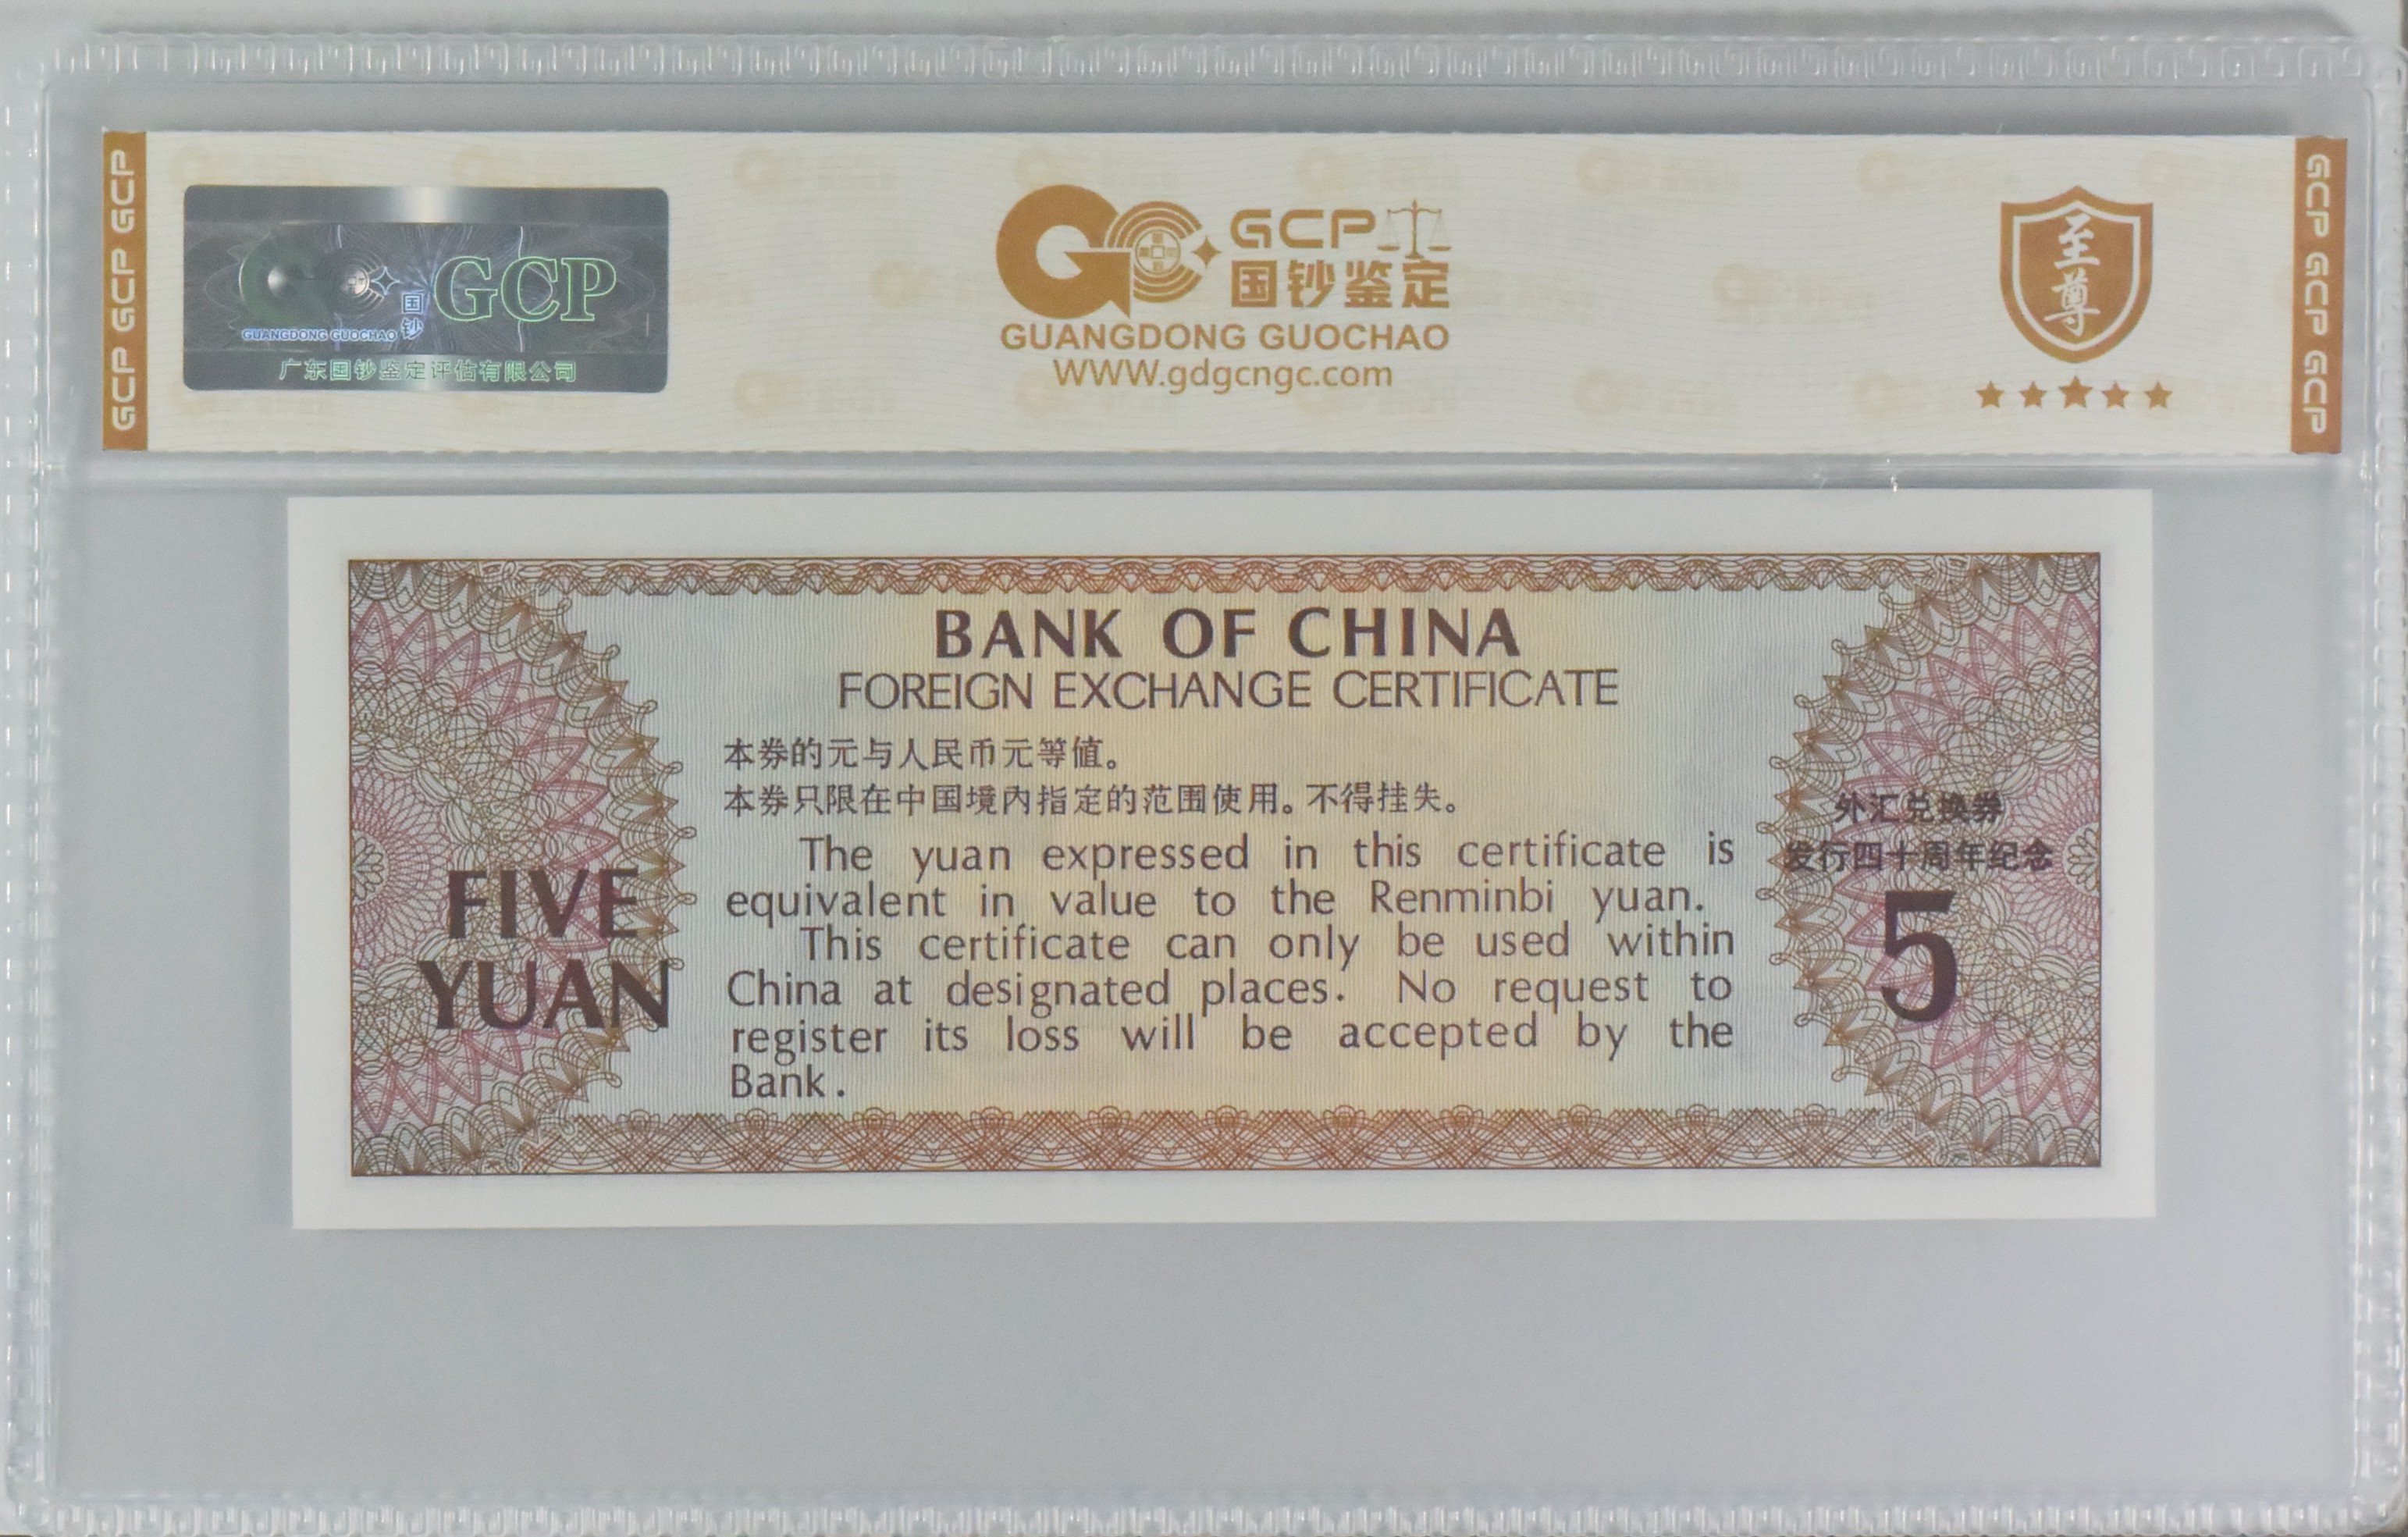 GCP GCP GCP
GCP
国钞
GUANGDONG GUOCHAO
广东国钞鉴定评估有限公司
GCP
国钞鉴定
GUANGDONG GUOCHAO
WWW.gdgcngc.com
至尊
GCP GCP GCP
BANK OF CHINA
FOREIGN EXCHANGE CERTIFICATE
本券的元与人民币元等值。
本券只限在中国境内指定的范围使用。不得挂失。
The yuan expressed in this certificate is
equivalent in value to the Renminbi yuan.
This certificate can only be used within
China at designated places. No request to
register its loss will be accepted by the
Bank.
FIVE
YUAN
外汇兑换券
发行四十周年纪念
5